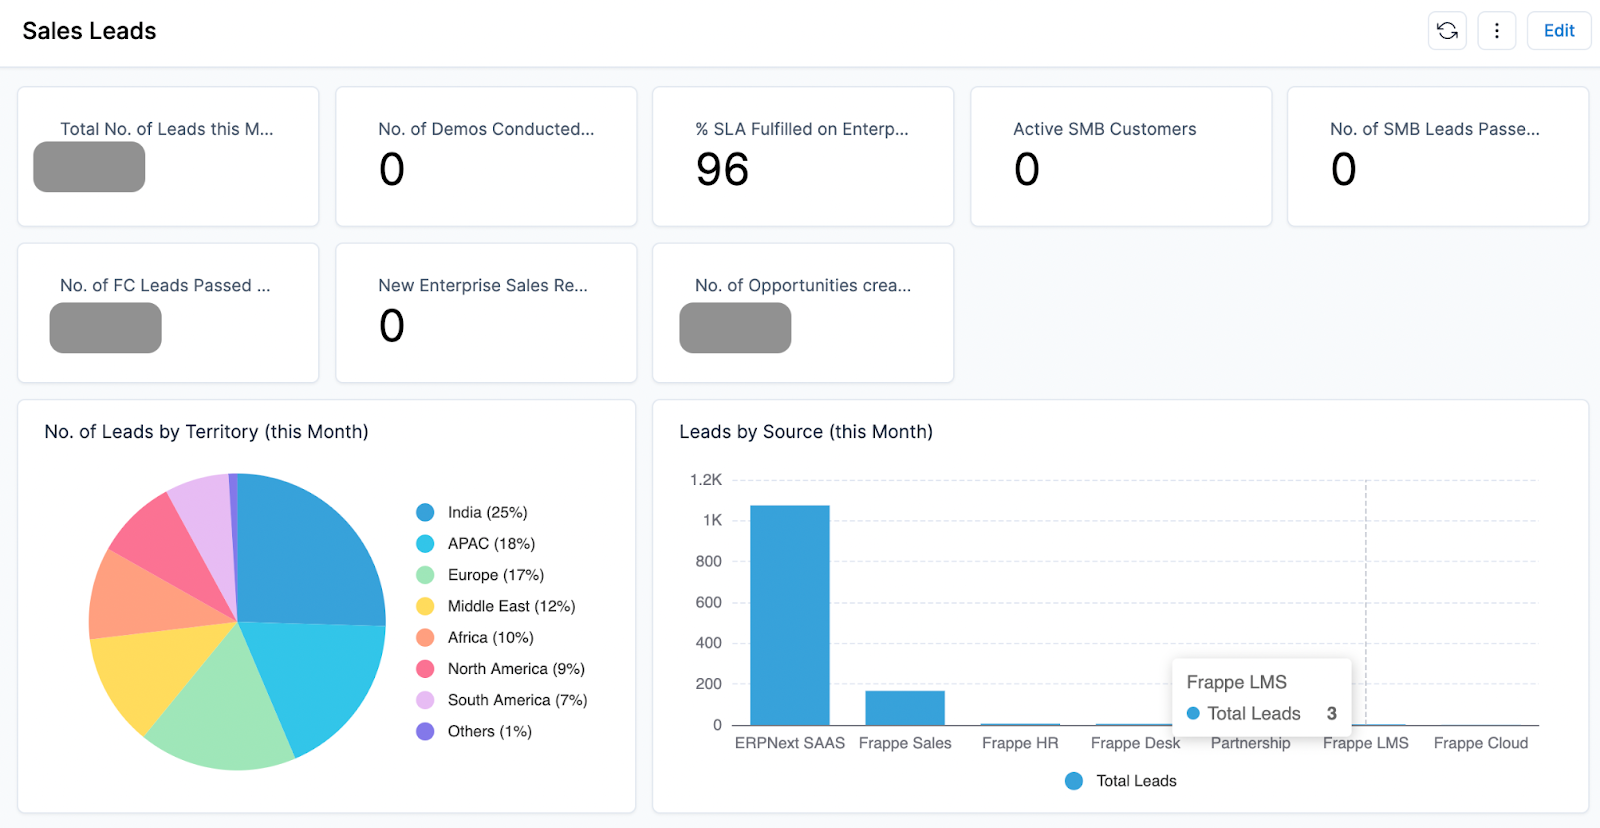 Sales Leads
Edit
Total No. of Leads this M...
No. of Demos Conducted...
0
% SLA Fulfilled on Enterp...
96
Active SMB Customers
0
No. of SMB Leads Passe...
0
No. of FC Leads Passed ...
New Enterprise Sales Re...
0
No. of Opportunities crea...
No. of Leads by Territory (this Month)
India (25%)
APAC (18%)
Europe (17%)
Middle East (12%)
Africa (10%)
North America (9%)
South America (7%)
Others (1%)
Leads by Source (this Month)
1.2K
1K
800
600
400
200
0
Frappe LMS
Total Leads 3
ERPNext SAAS
Frappe Sales
Frappe HR
Frappe Desk
Partnership
Frappe LMS
Frappe Cloud
Total Leads